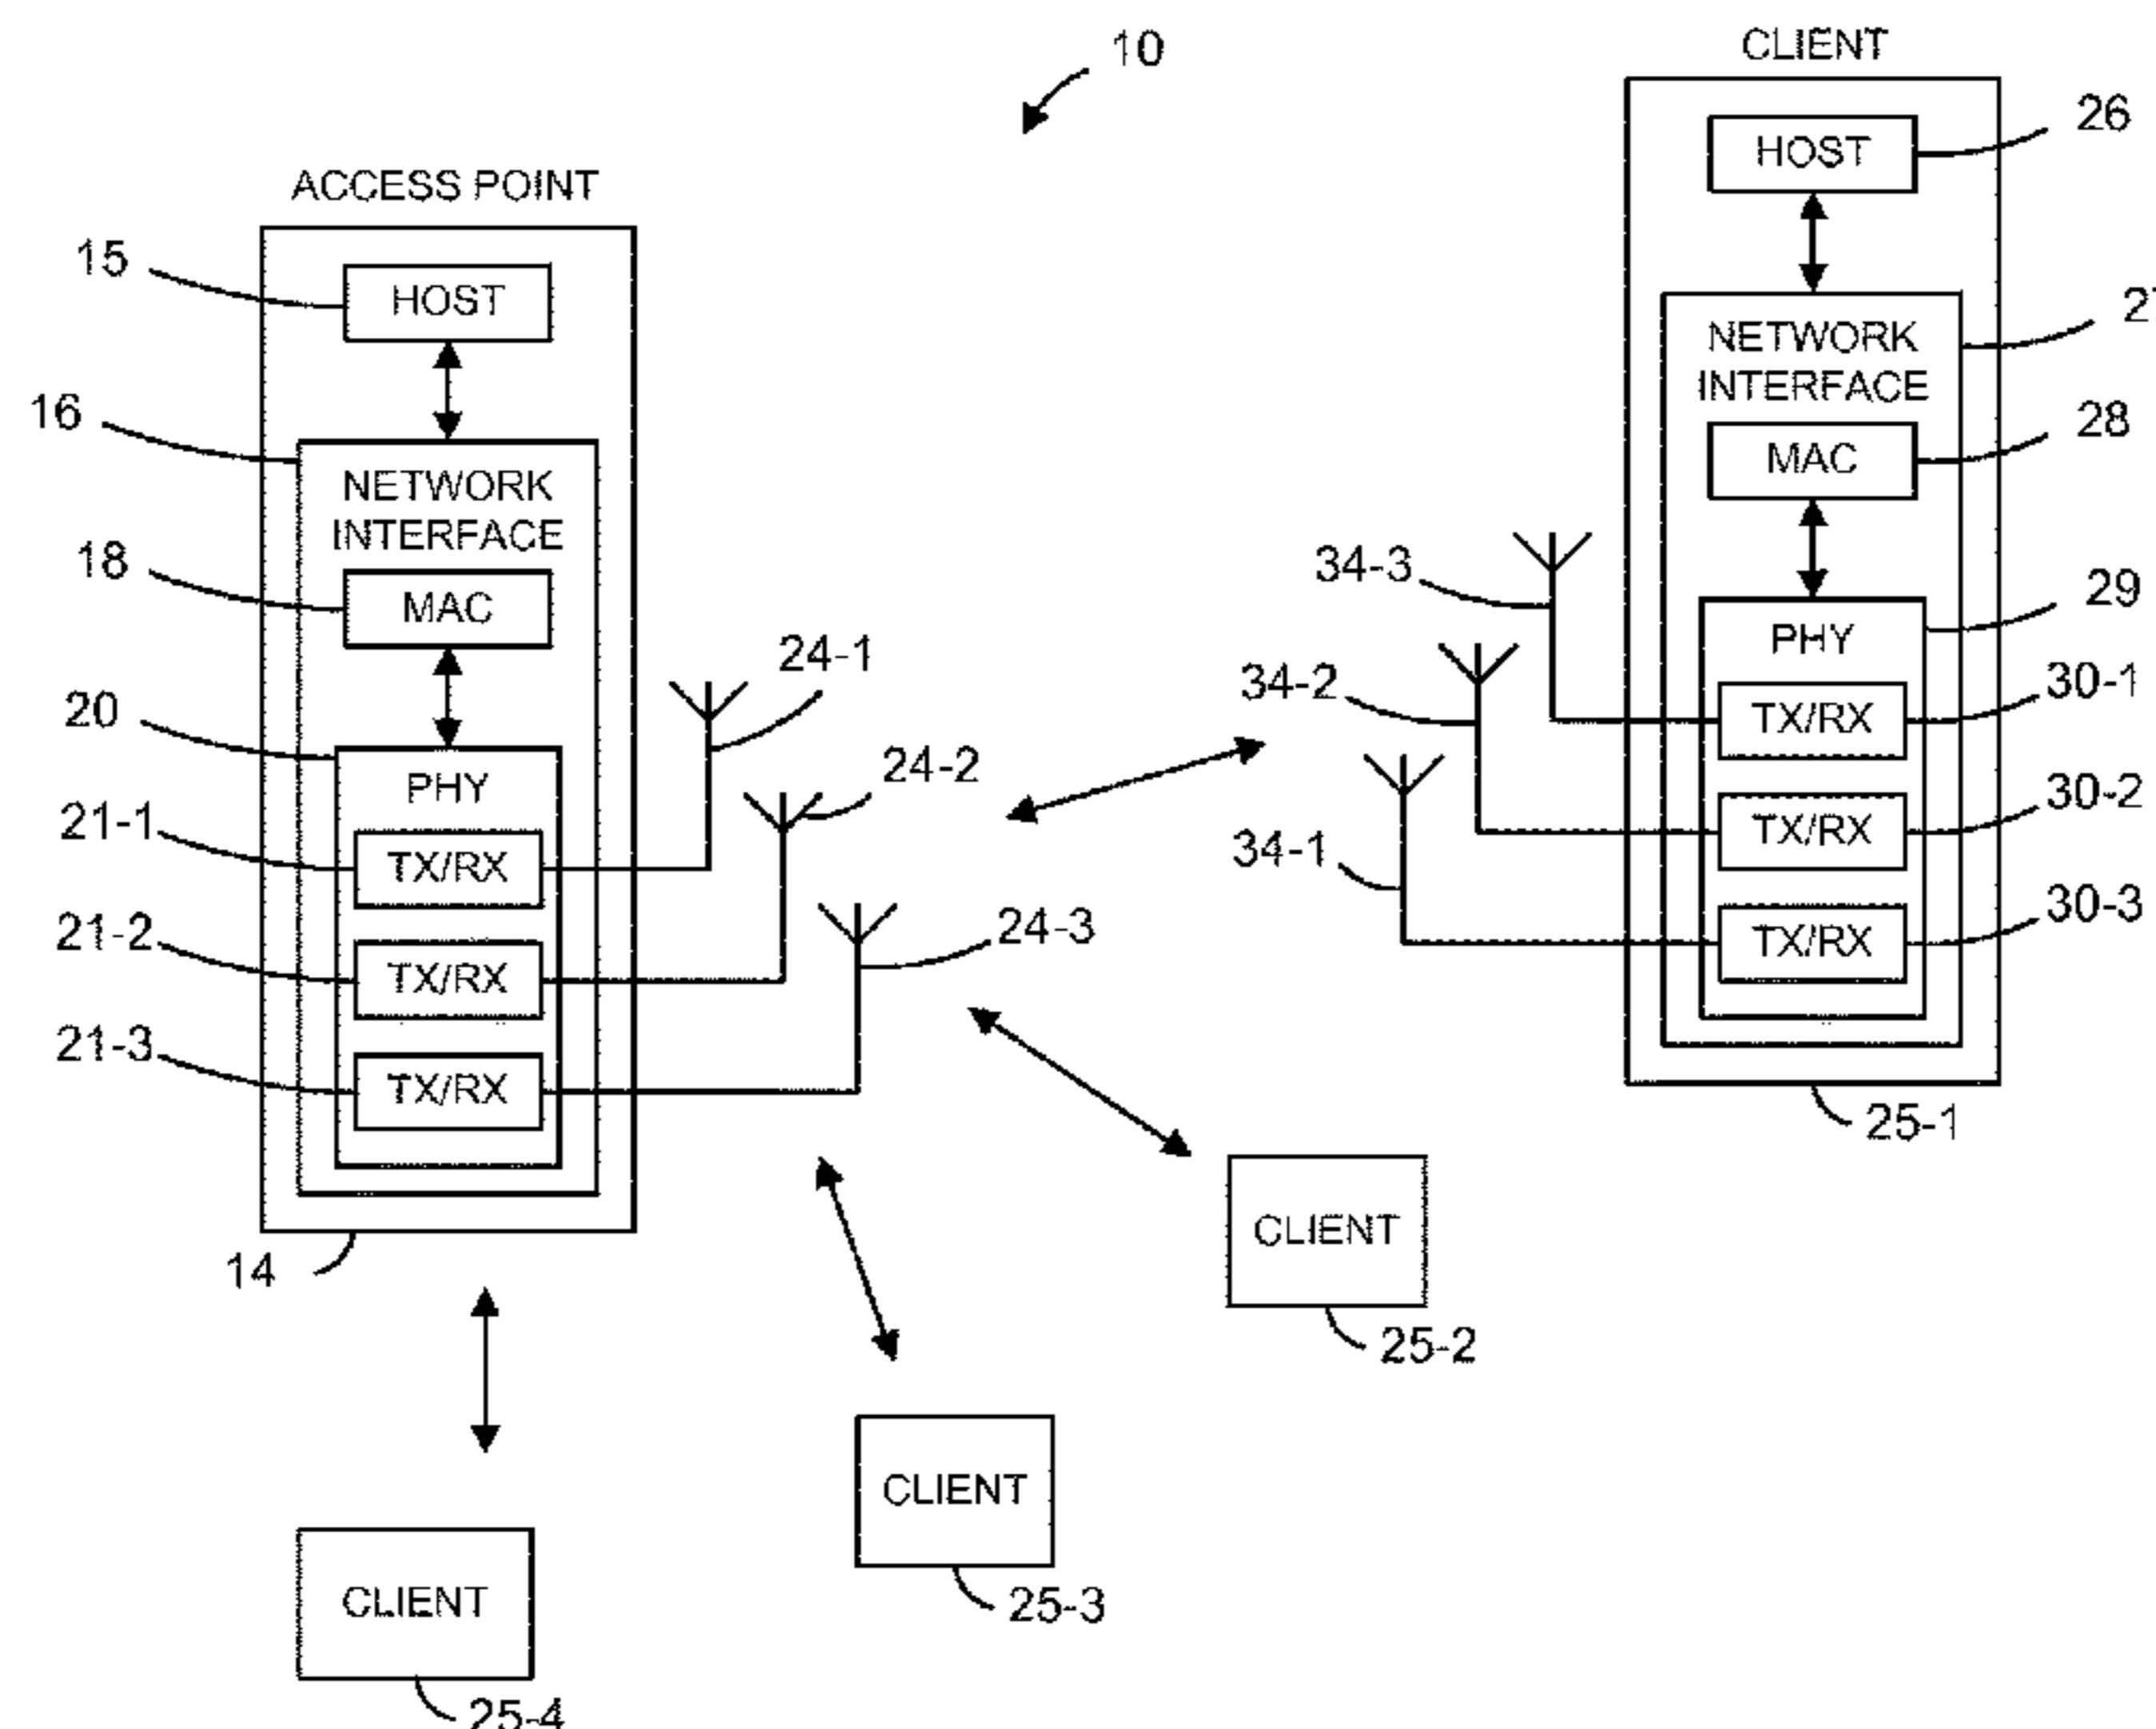 10
CLIENT
HOST
26
NETWORK
INTERFACE
MAC
28
PHY
29
TX/RX
30-1
TX/RX
30-2
TX/RX
30-3
34-3
34-2
34-1
25-1
ACCESS POINT
15
HOST
16
NETWORK
INTERFACE
18
MAC
20
PHY
21-1
TX/RX
21-2
TX/RX
21-3
TX/RX
24-1
24-2
24-3
14
CLIENT
25-2
CLIENT
25-3
CLIENT
25-4